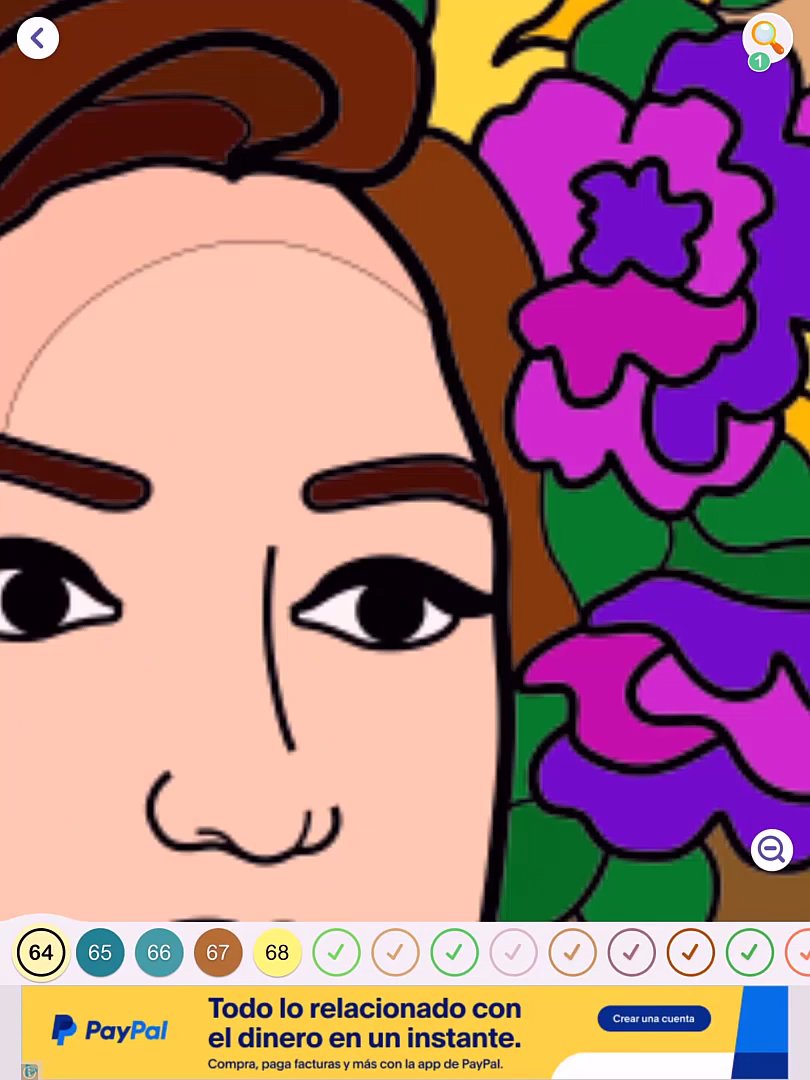 1
64 65 66 67 68
PayPal
Todo lo relacionado con
el dinero en un instante.
Compra, paga facturas y más con la app de PayPal.
Crear una cuenta